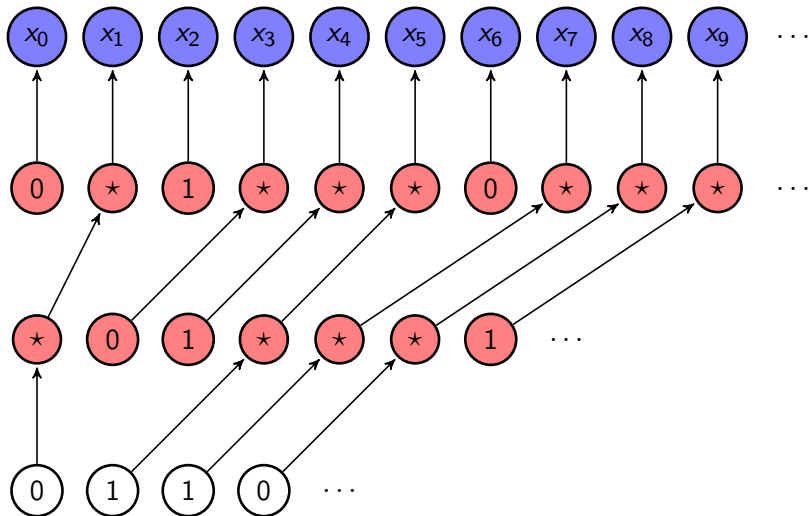 x₀ x₁ x₂ x₃ x₄ x₅ x₆ x₇ x₈ x₉ ⋯
0 ⋆ 1 ⋆ ⋆ ⋆ 0 ⋆ ⋆ ⋆ ⋯
⋆ 0 1 ⋆ ⋆ ⋆ 1 ⋯
0 1 1 0 ⋯